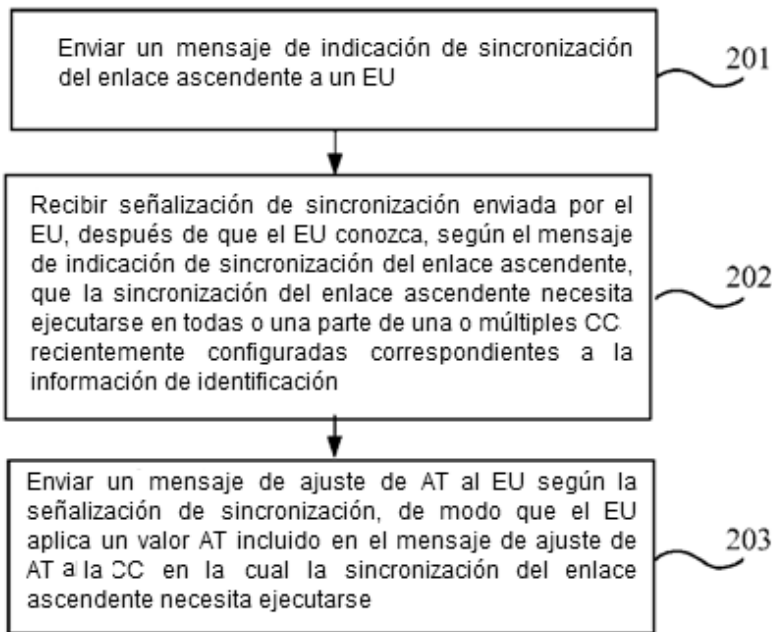 Enviar un mensaje de indicación de sincronización
del enlace ascendente a un EU
201
Recibir señalización de sincronización enviada por el
EU, después de que el EU conozca, según el mensaje
de indicación de sincronización del enlace ascendente,
que la sincronización del enlace ascendente necesita
ejecutarse en todas o una parte de una o múltiples CC
recientemente configuradas correspondientes a la
información de identificación
202
Enviar un mensaje de ajuste de AT al EU según la
señalización de sincronización, de modo que el EU
aplica un valor AT incluido en el mensaje de ajuste de
AT a la CC en la cual la sincronización del enlace
ascendente necesita ejecutarse
203